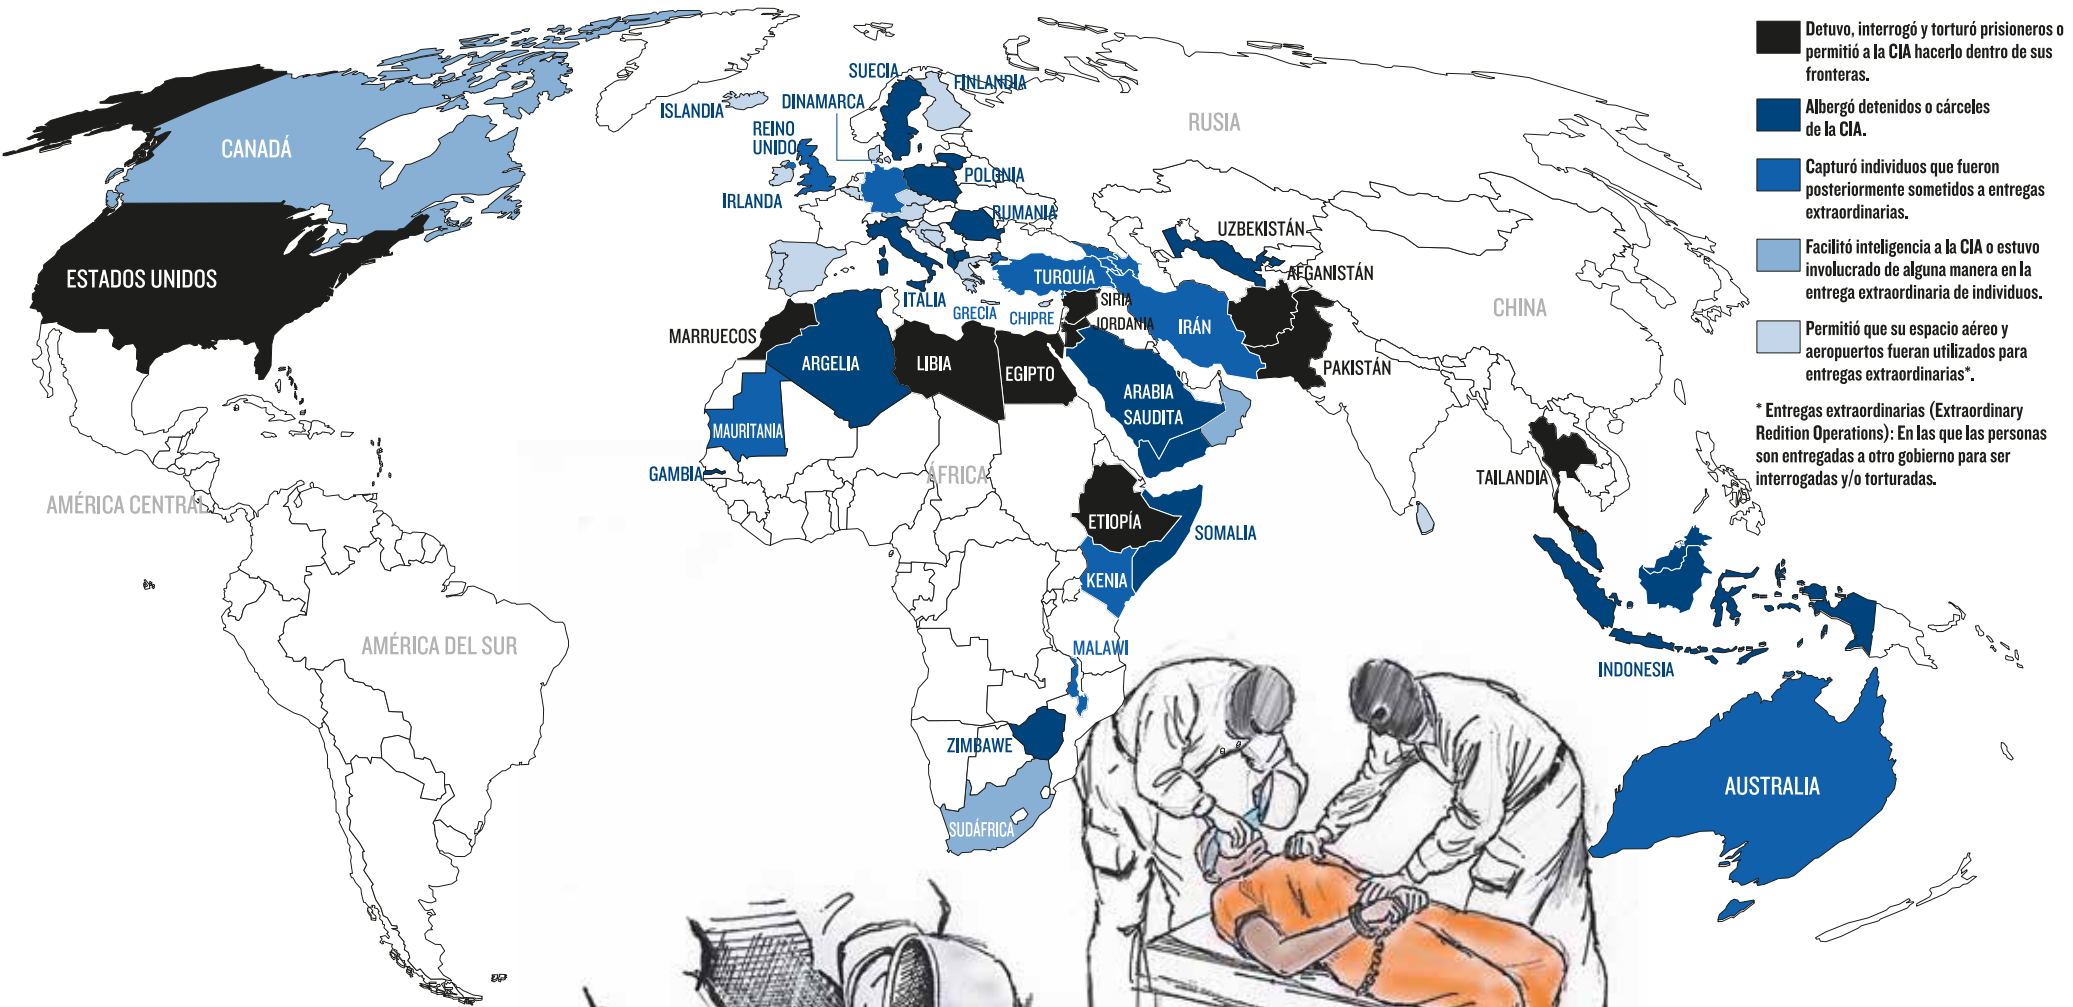 SUECIA
FINLANDIA
ISLANDIA
DINAMARCA
REINO
UNIDO
CANADÁ
IRLANDA
POLONIA
RUMANIA
RUSIA
UZBEKISTÁN
AFGANISTÁN
ESTADOS UNIDOS
TURQUÍA
ITALIA
GRECIA
CHIPRE
SIRIA
JORDANIA
IRÁN
CHINA
MARRUECOS
ARGELIA
LIBIA
EGIPTO
PAKISTÁN
ARABIA
SAUDITA
MAURITANIA
GAMBIA
ÁFRICA
AMÉRICA CENTRAL
TAILANDIA
ETIOPÍA
SOMALIA
KENIA
AMÉRICA DEL SUR
MALAWI
INDONESIA
ZIMBAWE
AUSTRALIA
SUDÁFRICA
Detuvo, interrogó y torturó prisioneros o
permitió a la CIA hacerlo dentro de sus
fronteras.
Albergó detenidos o cárceles
de la CIA.
Capturó individuos que fueron
posteriormente sometidos a entregas
extraordinarias.
Facilitó inteligencia a la CIA o estuvo
involucrado de alguna manera en la
entrega extraordinaria de individuos.
Permitió que su espacio aéreo y
aeropuertos fueran utilizados para
entregas extraordinarias*.
* Entregas extraordinarias (Extraordinary
Redition Operations): En las que las personas
son entregadas a otro gobierno para ser
interrogadas y/o torturadas.